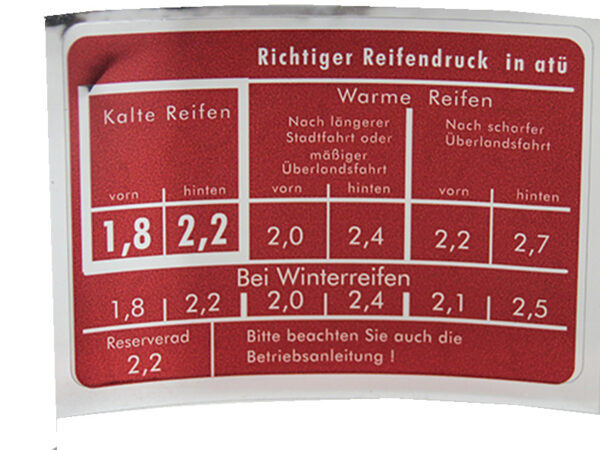 Richtiger Reifendruck in atü
Kalte Reifen
Warme Reifen
Nach längerer
Stadtfahrt oder
mäßiger
Überlandsfahrt
Nach scharfer
Überlandsfahrt
vorn hinten vorn hinten vorn hinten
1,8 2,2 2,0 2,4 2,2 2,7
Bei Winterreifen
1,8 2,2 2,0 2,4 2,1 2,5
Reserverad
2,2
Bitte beachten Sie auch die
Betriebsanleitung !